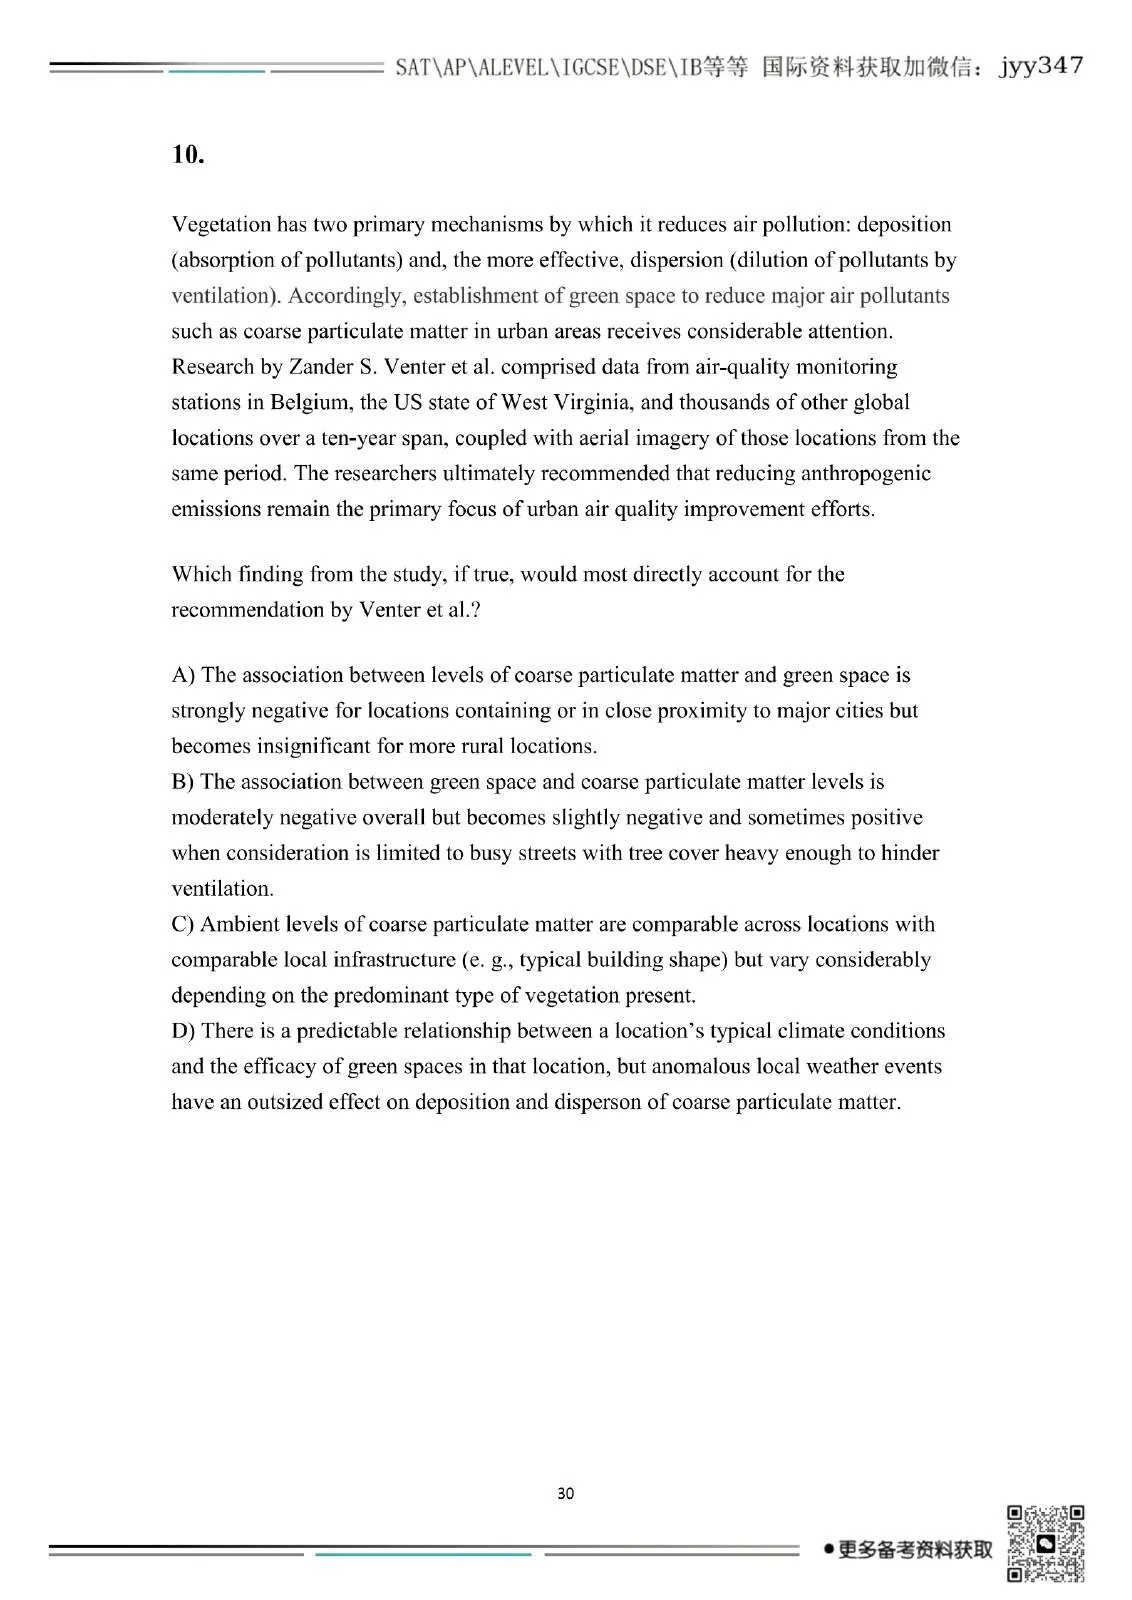 SAT\AP\ALEVEL\IGCSE\DSE\IB等等 国际资料获取加微信: jyy347
10.
Vegetation has two primary mechanisms by which it reduces air pollution: deposition
(absorption of pollutants) and, the more effective, dispersion (dilution of pollutants by
ventilation). Accordingly, establishment of green space to reduce major air pollutants
such as coarse particulate matter in urban areas receives considerable attention.
Research by Zander S. Venter et al. comprised data from air-quality monitoring
stations in Belgium, the US state of West Virginia, and thousands of other global
locations over a ten-year span, coupled with aerial imagery of those locations from the
same period. The researchers ultimately recommended that reducing anthropogenic
emissions remain the primary focus of urban air quality improvement efforts.
Which finding from the study, if true, would most directly account for the
recommendation by Venter et al.?
A) The association between levels of coarse particulate matter and green space is
strongly negative for locations containing or in close proximity to major cities but
becomes insignificant for more rural locations.
B) The association between green space and coarse particulate matter levels is
moderately negative overall but becomes slightly negative and sometimes positive
when consideration is limited to busy streets with tree cover heavy enough to hinder
ventilation.
C) Ambient levels of coarse particulate matter are comparable across locations with
comparable local infrastructure (e. g., typical building shape) but vary considerably
depending on the predominant type of vegetation present.
D) There is a predictable relationship between a location’s typical climate conditions
and the efficacy of green spaces in that location, but anomalous local weather events
have an outsized effect on deposition and disperson of coarse particulate matter.
30
●更多备考资料获取